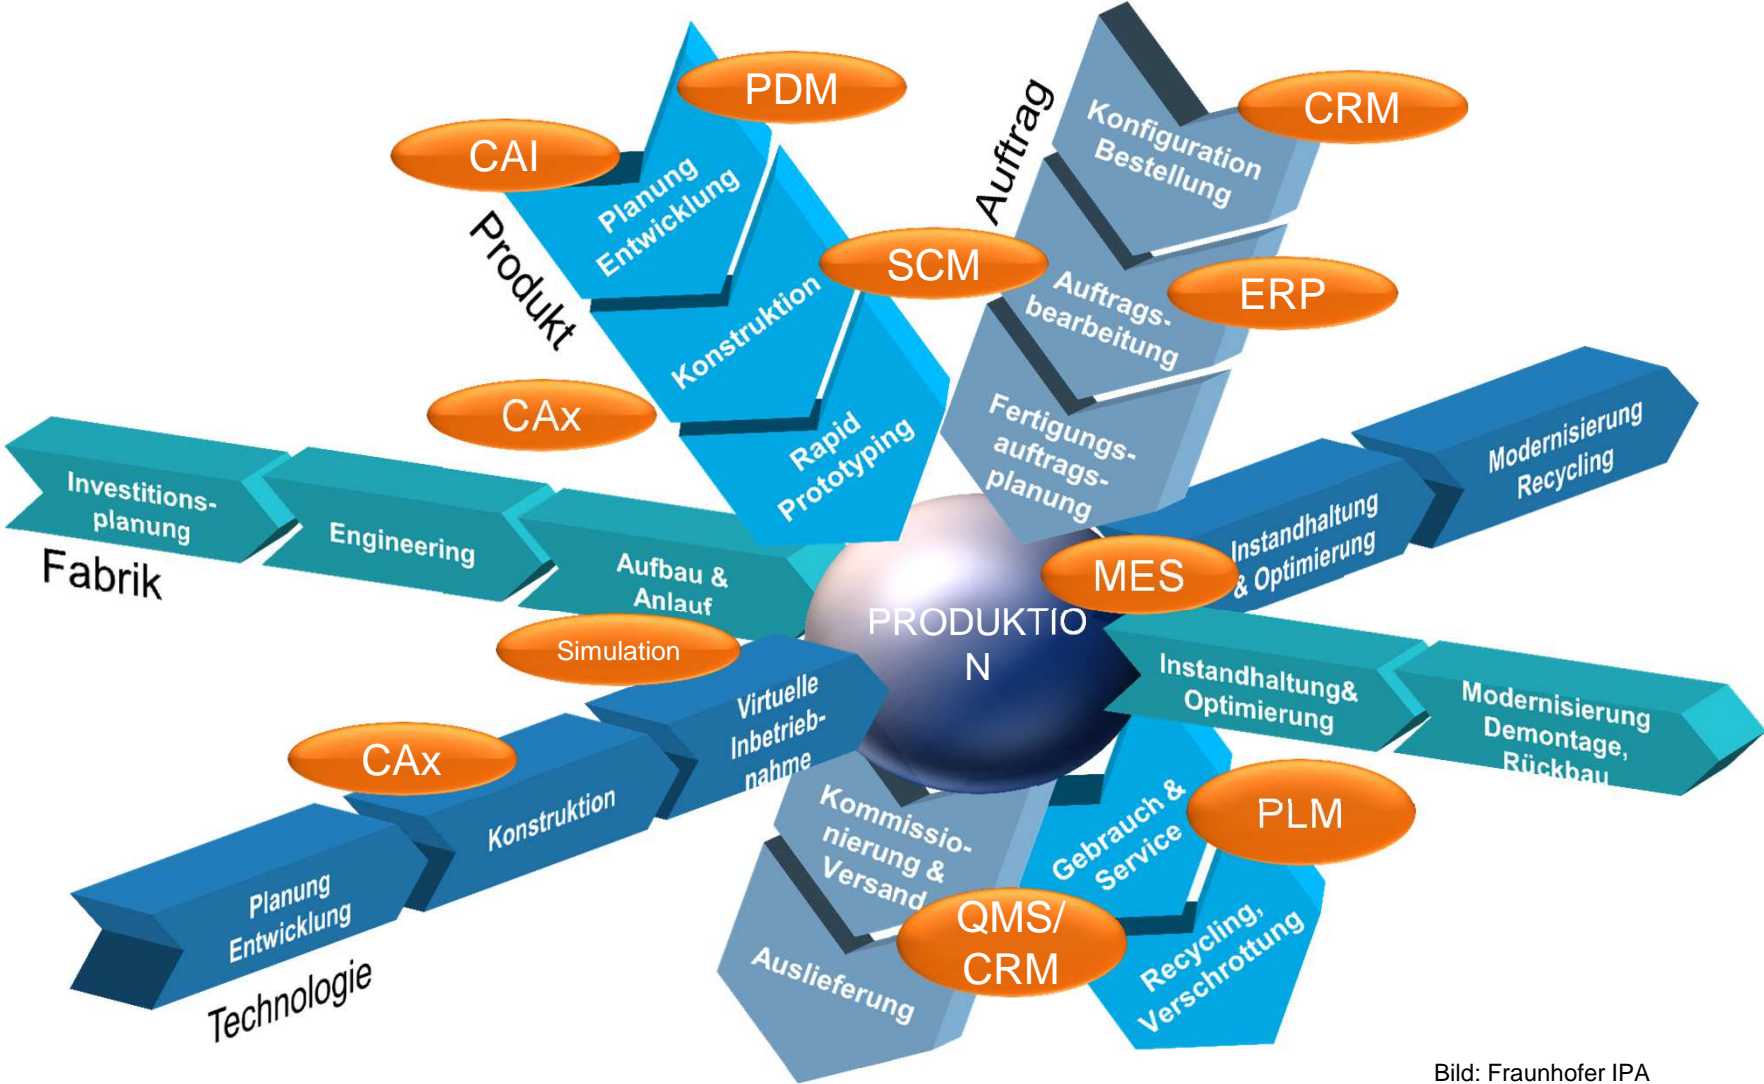 PDM
CAI
CRM
Konfiguration
Bestellung
Auftrag
Planung
Entwicklung
Produkt
SCM
ERP
Auftrags-
bearbeitung
Konstruktion
CAx
Rapid
Prototyping
Fertigungs-
auftrags-
planung
Modernisierung
Recycling
Investitions-
planung
Engineering
Aufbau &
Anlauf
Fabrik
Instandhaltung
& Optimierung
MES
PRODUKTIO
N
Simulation
Instandhaltung&
Optimierung
Modernisierung
Demontage,
Rückbau
Virtuelle
Inbetrieb-
nahme
CAx
Konstruktion
Planung
Entwicklung
Technologie
Kommissio-
nierung &
Versand
Gebrauch &
Service
PLM
QMS/
CRM
Auslieferung
Recycling,
Verschrottung
Bild: Fraunhofer IPA